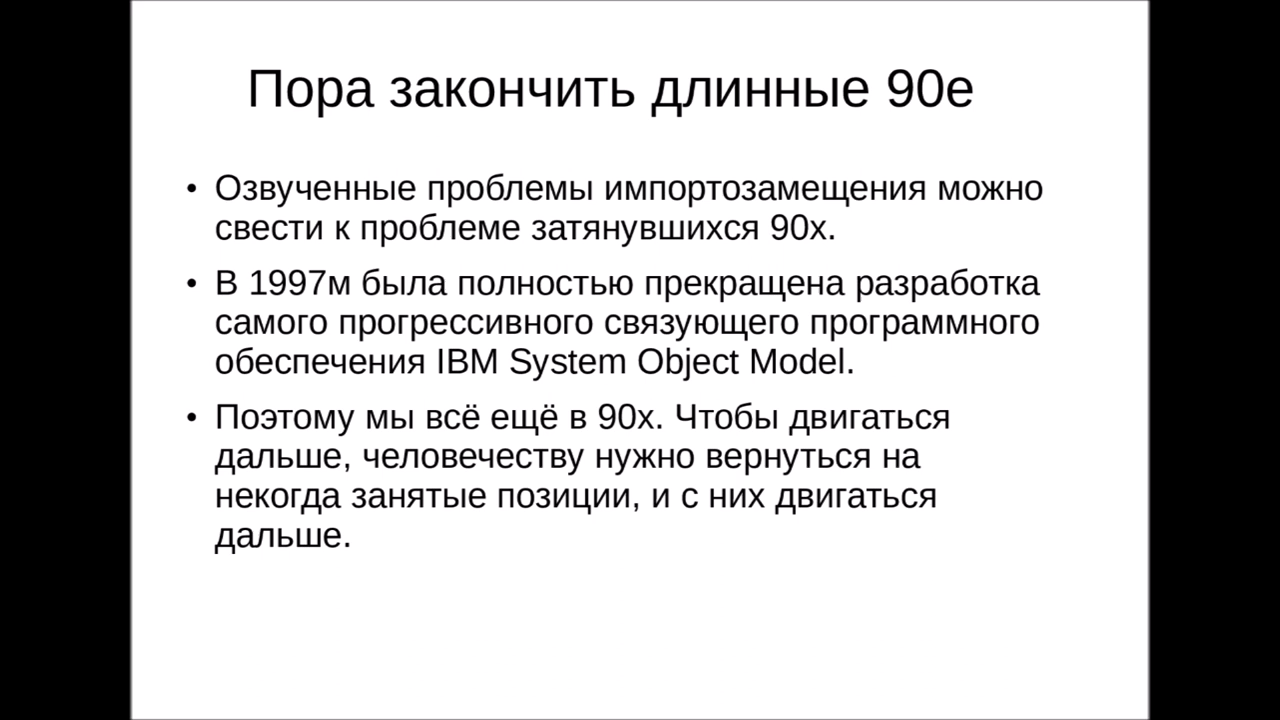 Пора закончить длинные 90е
• Озвученные проблемы импортозамещения можно
свести к проблеме затянувшихся 90х.
• В 1997м была полностью прекращена разработка
самого прогрессивного связующего программного
обеспечения IBM System Object Model.
• Поэтому мы всё ещё в 90х. Чтобы двигаться
дальше, человечеству нужно вернуться на
некогда занятые позиции, и с них двигаться
дальше.